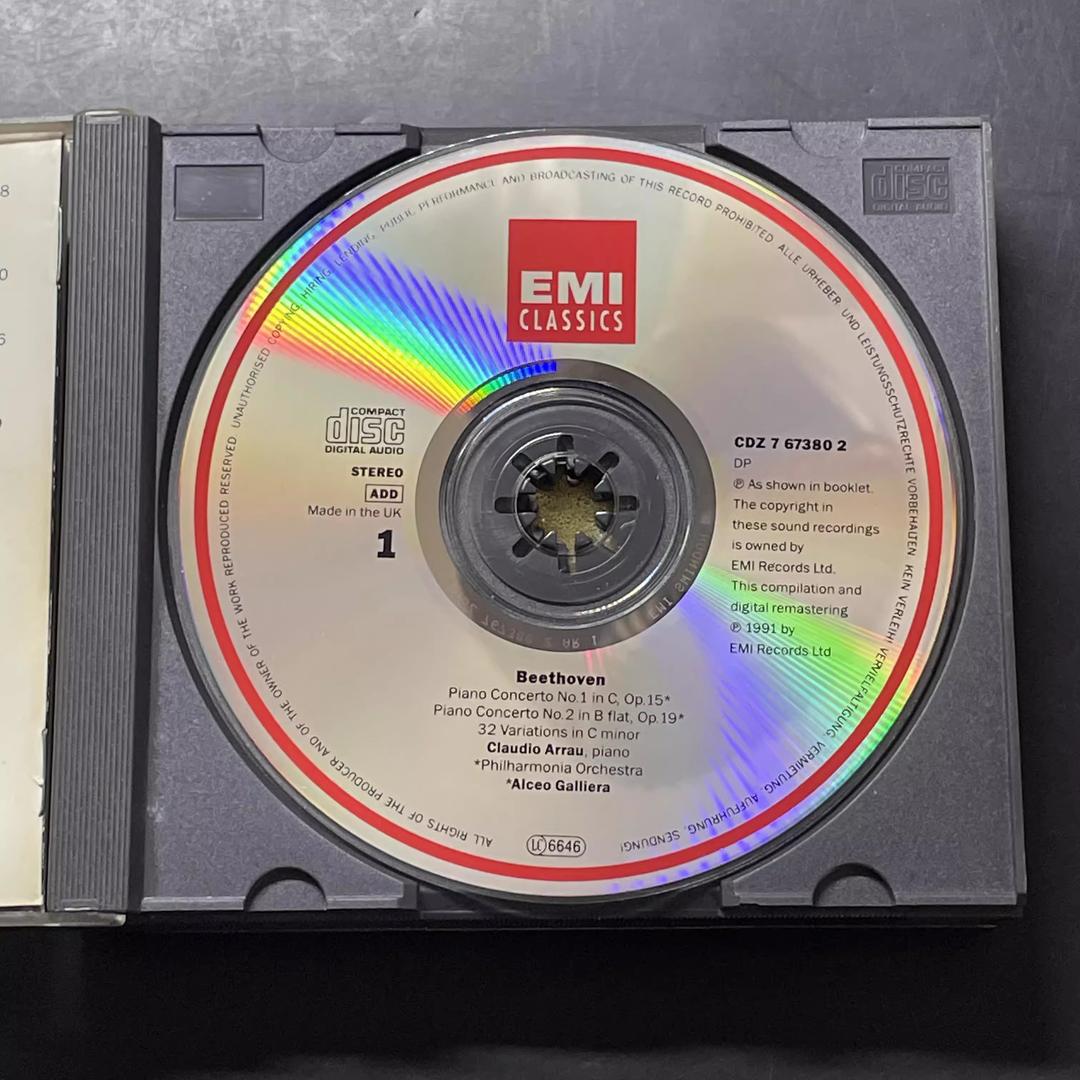 8
0
6
COMPACT
disc
DIGITAL AUDIO
UNAUTHORISED COPYING, HIRING, LENDING, PUBLIC PERFORMANCE AND BROADCASTING OF THIS RECORD PROHIBITED. ALLE URHEBER- UND LEISTUNGSSCHUTZRECHTE VORBEHALTEN. KEIN VERLEIH! VERVIELFÄLTIGUNG, VERMIETUNG, AUFFÜHRUNG, SENDUNG!
EMI
CLASSICS
COMPACT
disc
DIGITAL AUDIO
STEREO
ADD
Made in the UK
1
CDZ 7 67380 2
DP
℗ As shown in booklet.
The copyright in
these sound recordings
is owned by
EMI Records Ltd.
This compilation and
digital remastering
℗ 1991 by
EMI Records Ltd
EMI SWINDON
Beethoven
Piano Concerto No.1 in C, Op.15*
Piano Concerto No.2 in B flat, Op.19*
32 Variations in C minor
Claudio Arrau, piano
*Philharmonia Orchestra
*Alceo Galliera
6646
ALL RIGHTS OF THE PRODUCER AND OF THE OWNER OF THE WORK REPRODUCED RESERVED.